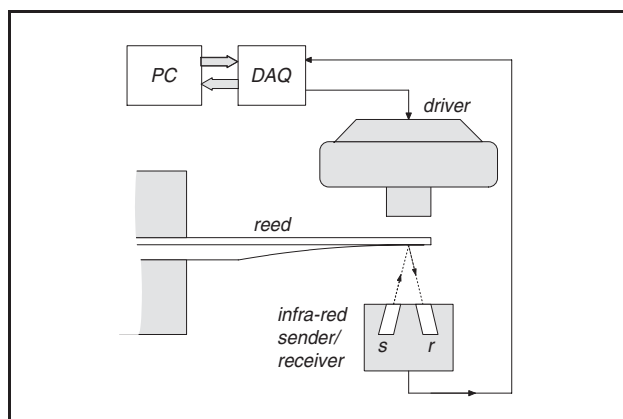 PC
DAQ
driver
reed
infra-red
sender/
receiver
s
r